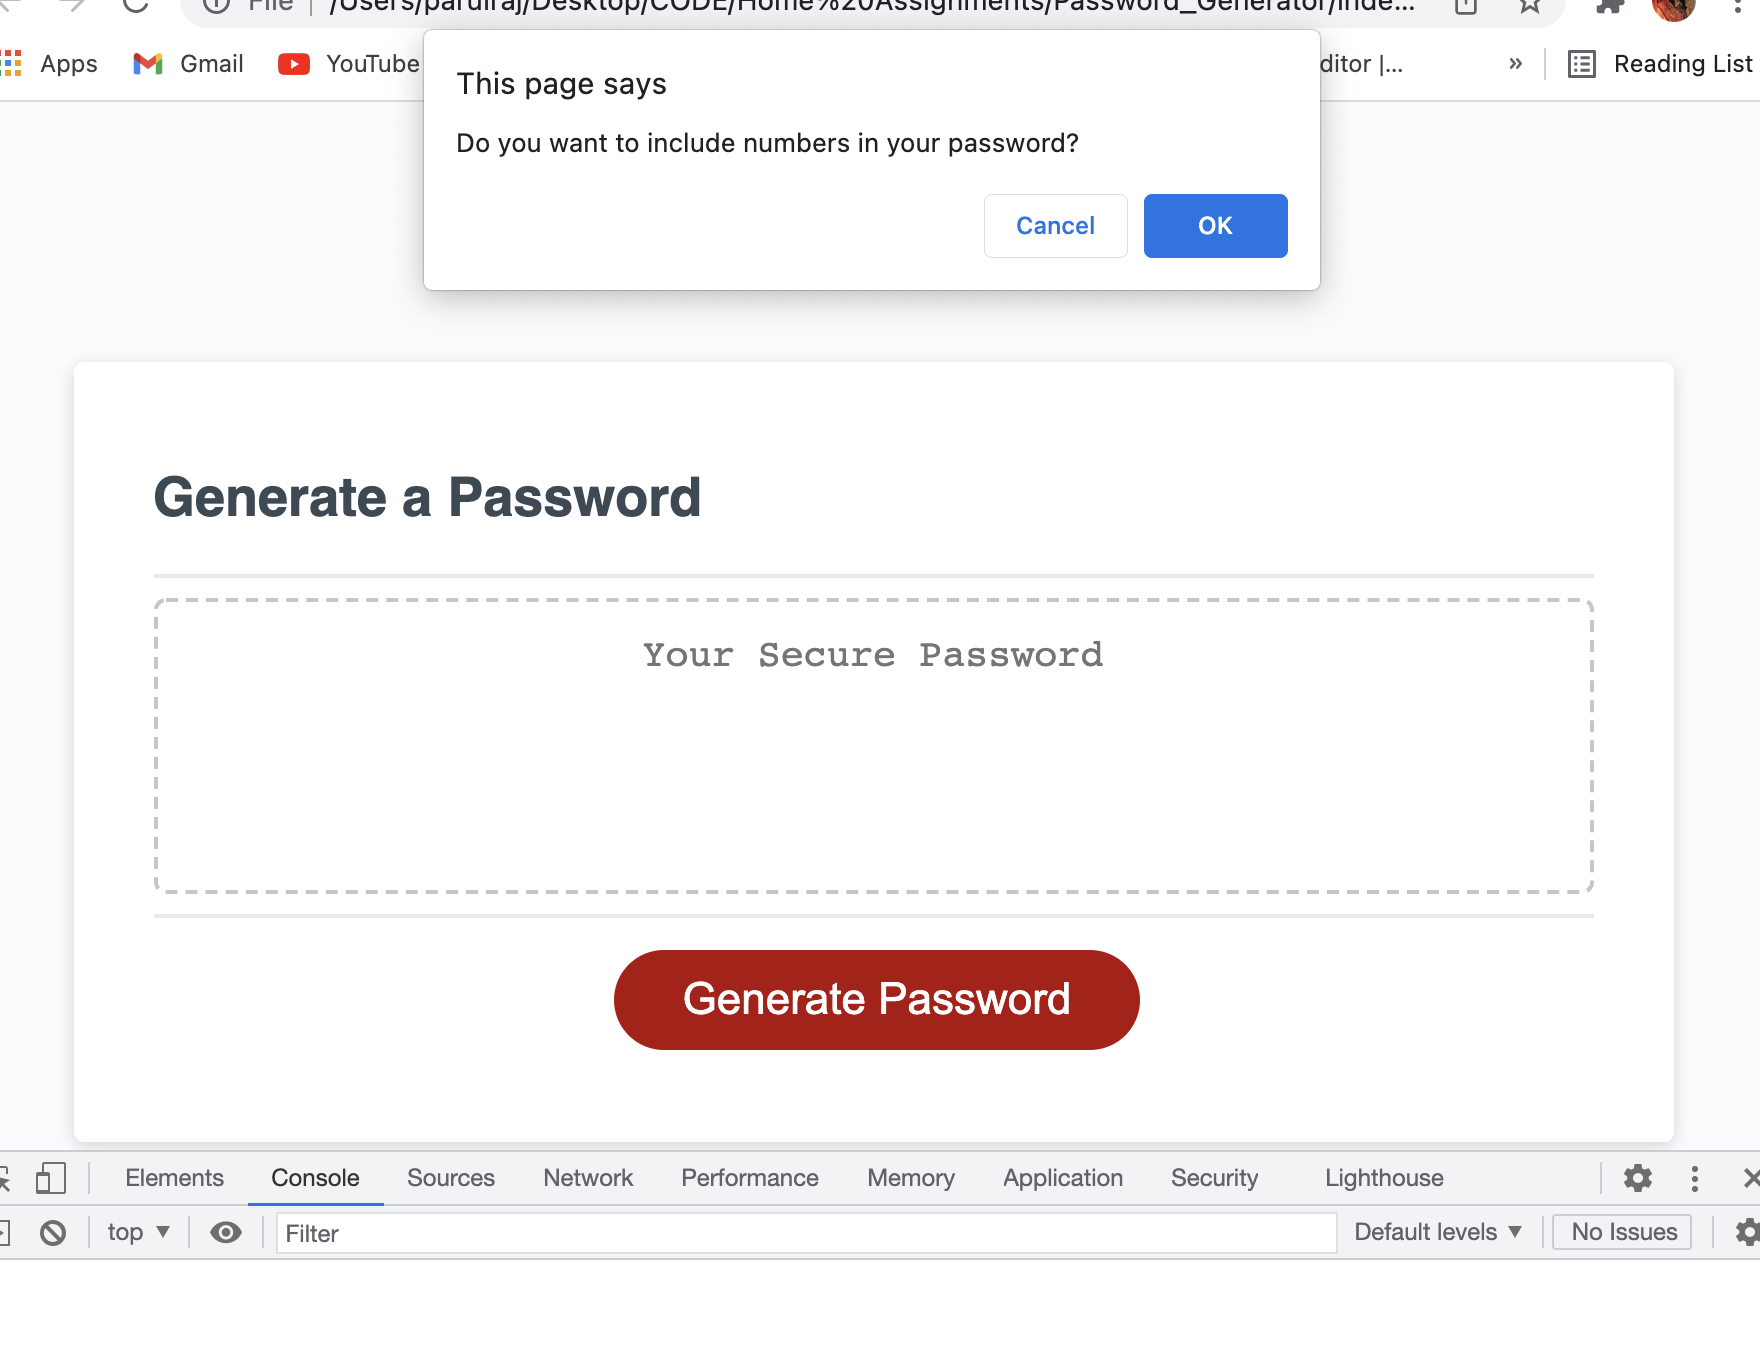 File /Users/parulraj/Desktop/CODE/Home%20Assignments/Password_Generator/inde...
Apps Gmail YouTube ditor |... » Reading List
This page says
Do you want to include numbers in your password?
Cancel OK
Generate a Password
Your Secure Password
Generate Password
Elements Console Sources Network Performance Memory Application Security Lighthouse
top Filter Default levels No Issues